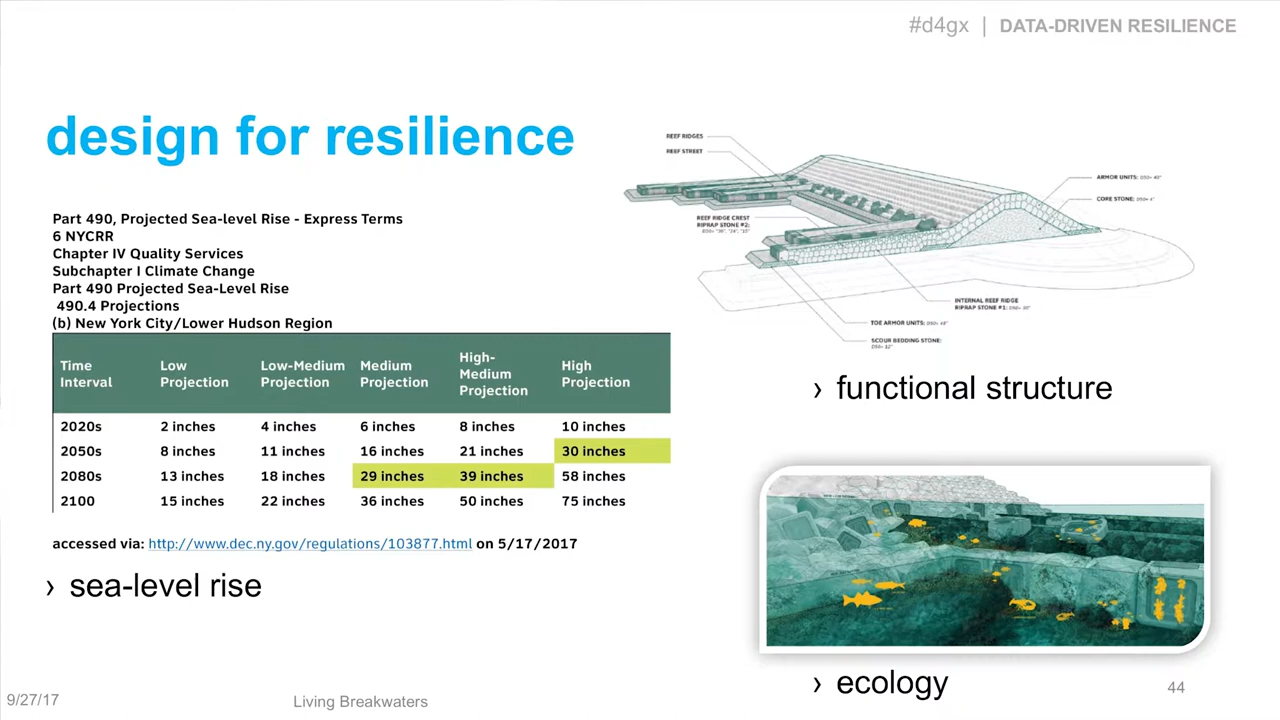 #d4gx | DATA-DRIVEN RESILIENCE
design for resilience
Part 490, Projected Sea-level Rise - Express Terms
6 NYCRR
Chapter IV Quality Services
Subchapter I Climate Change
Part 490 Projected Sea-Level Rise
490.4 Projections
(b) New York City/Lower Hudson Region
Time Interval Low Projection Low-Medium Projection Medium Projection High-Medium Projection High Projection
2020s 2 inches 4 inches 6 inches 8 inches 10 inches
2050s 8 inches 11 inches 16 inches 21 inches 30 inches
2080s 13 inches 18 inches 29 inches 39 inches 58 inches
2100 15 inches 22 inches 36 inches 50 inches 75 inches
accessed via: http://www.dec.ny.gov/regulations/103877.html on 5/17/2017
› sea-level rise
REEF RIDGES
REEF STREET
REEF RIDGE CREST
RIPRAP STONE #2:
ARMOR UNITS:
CORE STONE:
INTERNAL REEF RIDGE
RIPRAP STONE #1:
TOE ARMOR UNITS:
SCOUR BEDDING STONE:
› functional structure
› ecology
9/27/17
Living Breakwaters
44